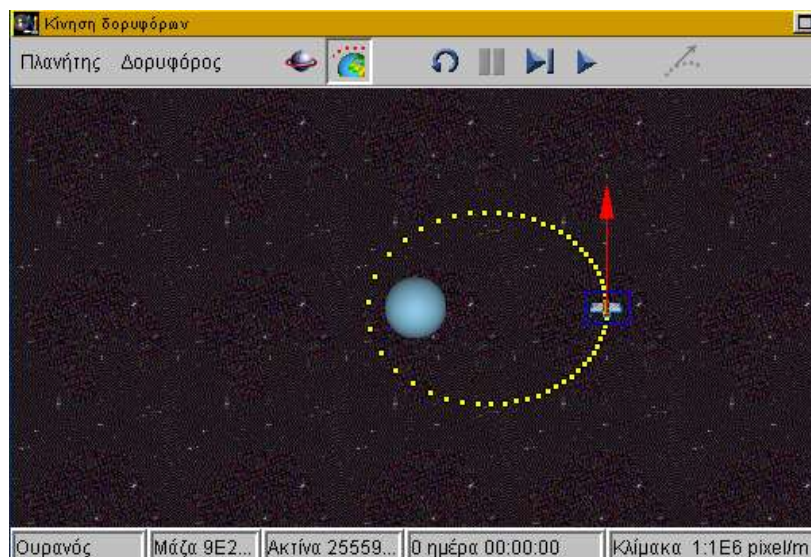 Κίνηση δορυφόρων
Πλανήτης Δορυφόρος
Ουρανός Μάζα 9E2... Ακτίνα 25559... 0 ημέρα 00:00:00 Κλίμακα 1:1E6 pixel/m